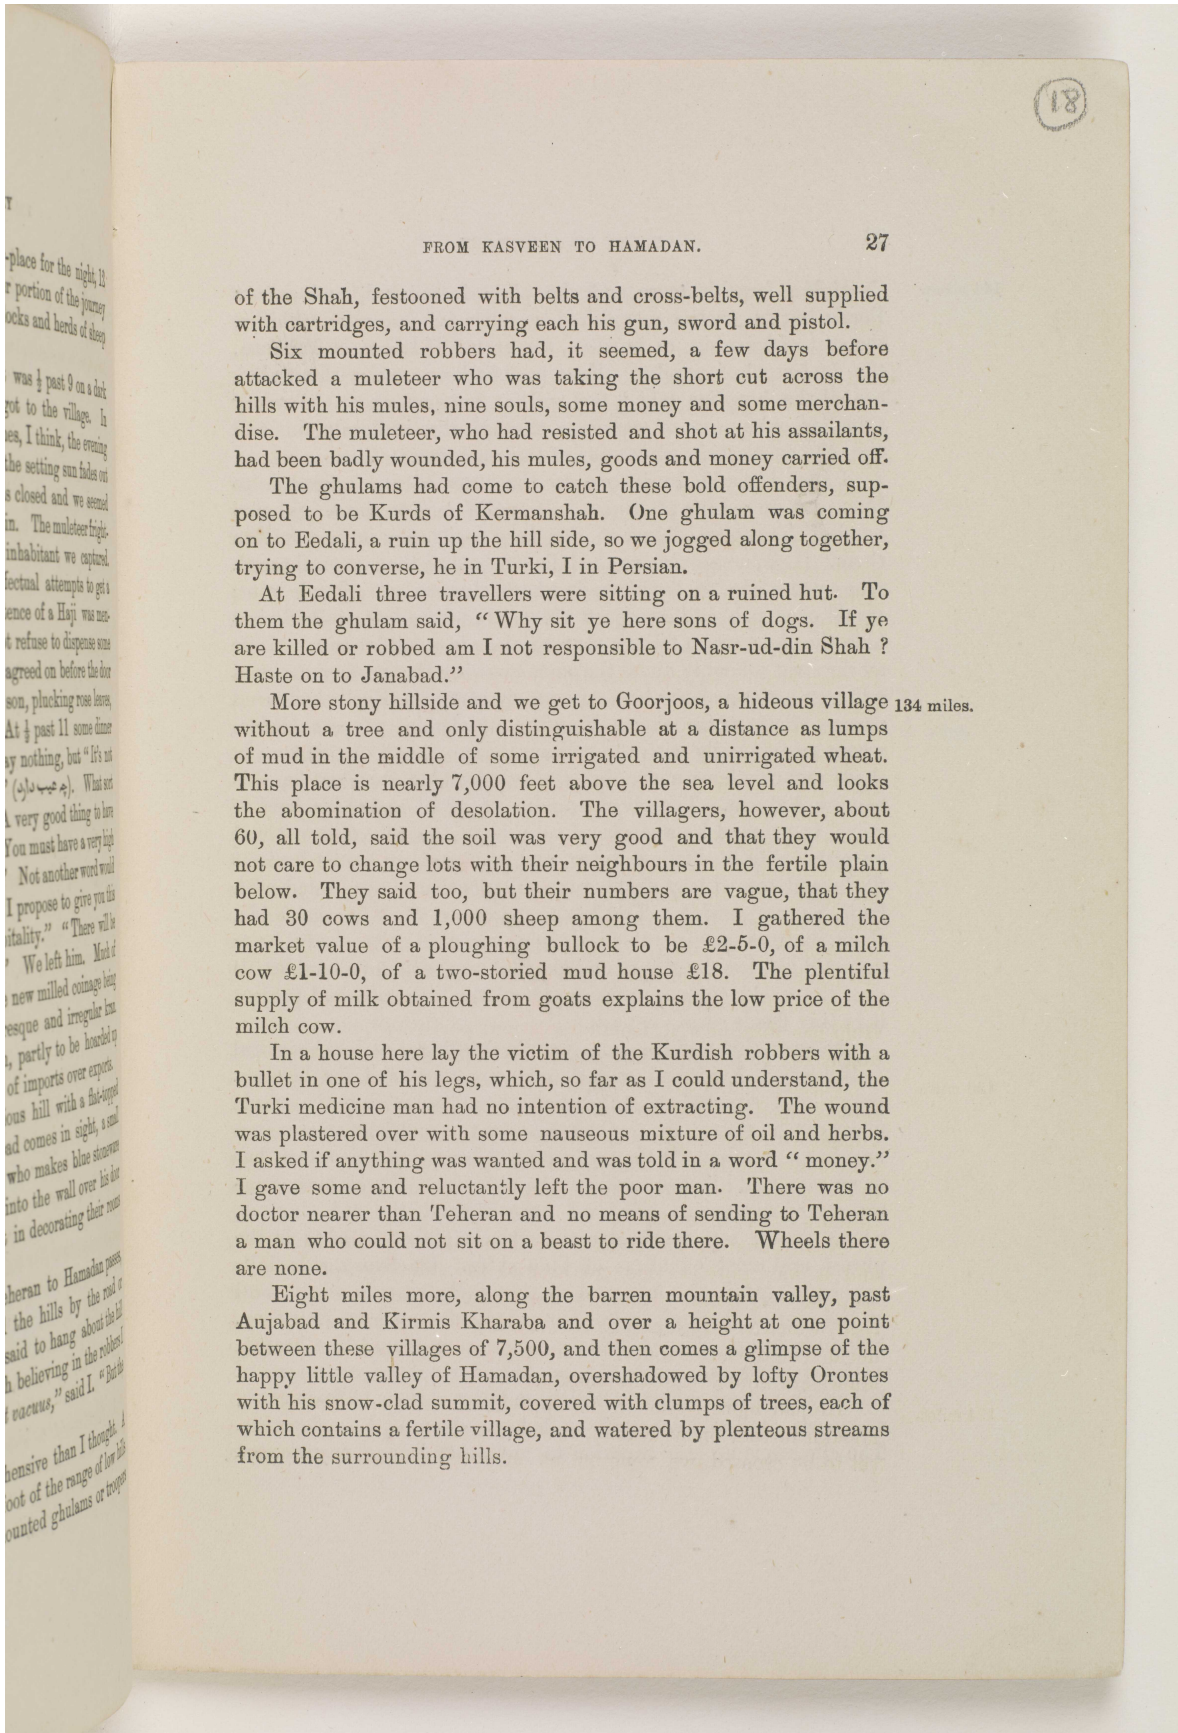 18
FROM KASVEEN TO HAMADAN. 27
of the Shah, festooned with belts and cross-belts, well supplied
with cartridges, and carrying each his gun, sword and pistol.
Six mounted robbers had, it seemed, a few days before
attacked a muleteer who was taking the short cut across the
hills with his mules, nine souls, some money and some merchan-
dise. The muleteer, who had resisted and shot at his assailants,
had been badly wounded, his mules, goods and money carried off.
The ghulams had come to catch these bold offenders, sup-
posed to be Kurds of Kermanshah. One ghulam was coming
on to Eedali, a ruin up the hill side, so we jogged along together,
trying to converse, he in Turki, I in Persian.
At Eedali three travellers were sitting on a ruined hut. To
them the ghulam said, “Why sit ye here sons of dogs. If ye
are killed or robbed am I not responsible to Nasr-ud-din Shah ?
Haste on to Janabad.”
More stony hillside and we get to Goorjoos, a hideous village 134 miles.
without a tree and only distinguishable at a distance as lumps
of mud in the middle of some irrigated and unirrigated wheat.
This place is nearly 7,000 feet above the sea level and looks
the abomination of desolation. The villagers, however, about
60, all told, said the soil was very good and that they would
not care to change lots with their neighbours in the fertile plain
below. They said too, but their numbers are vague, that they
had 30 cows and 1,000 sheep among them. I gathered the
market value of a ploughing bullock to be £2-5-0, of a milch
cow £1-10-0, of a two-storied mud house £18. The plentiful
supply of milk obtained from goats explains the low price of the
milch cow.
In a house here lay the victim of the Kurdish robbers with a
bullet in one of his legs, which, so far as I could understand, the
Turki medicine man had no intention of extracting. The wound
was plastered over with some nauseous mixture of oil and herbs.
I asked if anything was wanted and was told in a word “money.”
I gave some and reluctantly left the poor man. There was no
doctor nearer than Teheran and no means of sending to Teheran
a man who could not sit on a beast to ride there. Wheels there
are none.
Eight miles more, along the barren mountain valley, past
Aujabad and Kirmis Kharaba and over a height at one point
between these villages of 7,500, and then comes a glimpse of the
happy little valley of Hamadan, overshadowed by lofty Orontes
with his snow-clad summit, covered with clumps of trees, each of
which contains a fertile village, and watered by plenteous streams
from the surrounding hills.